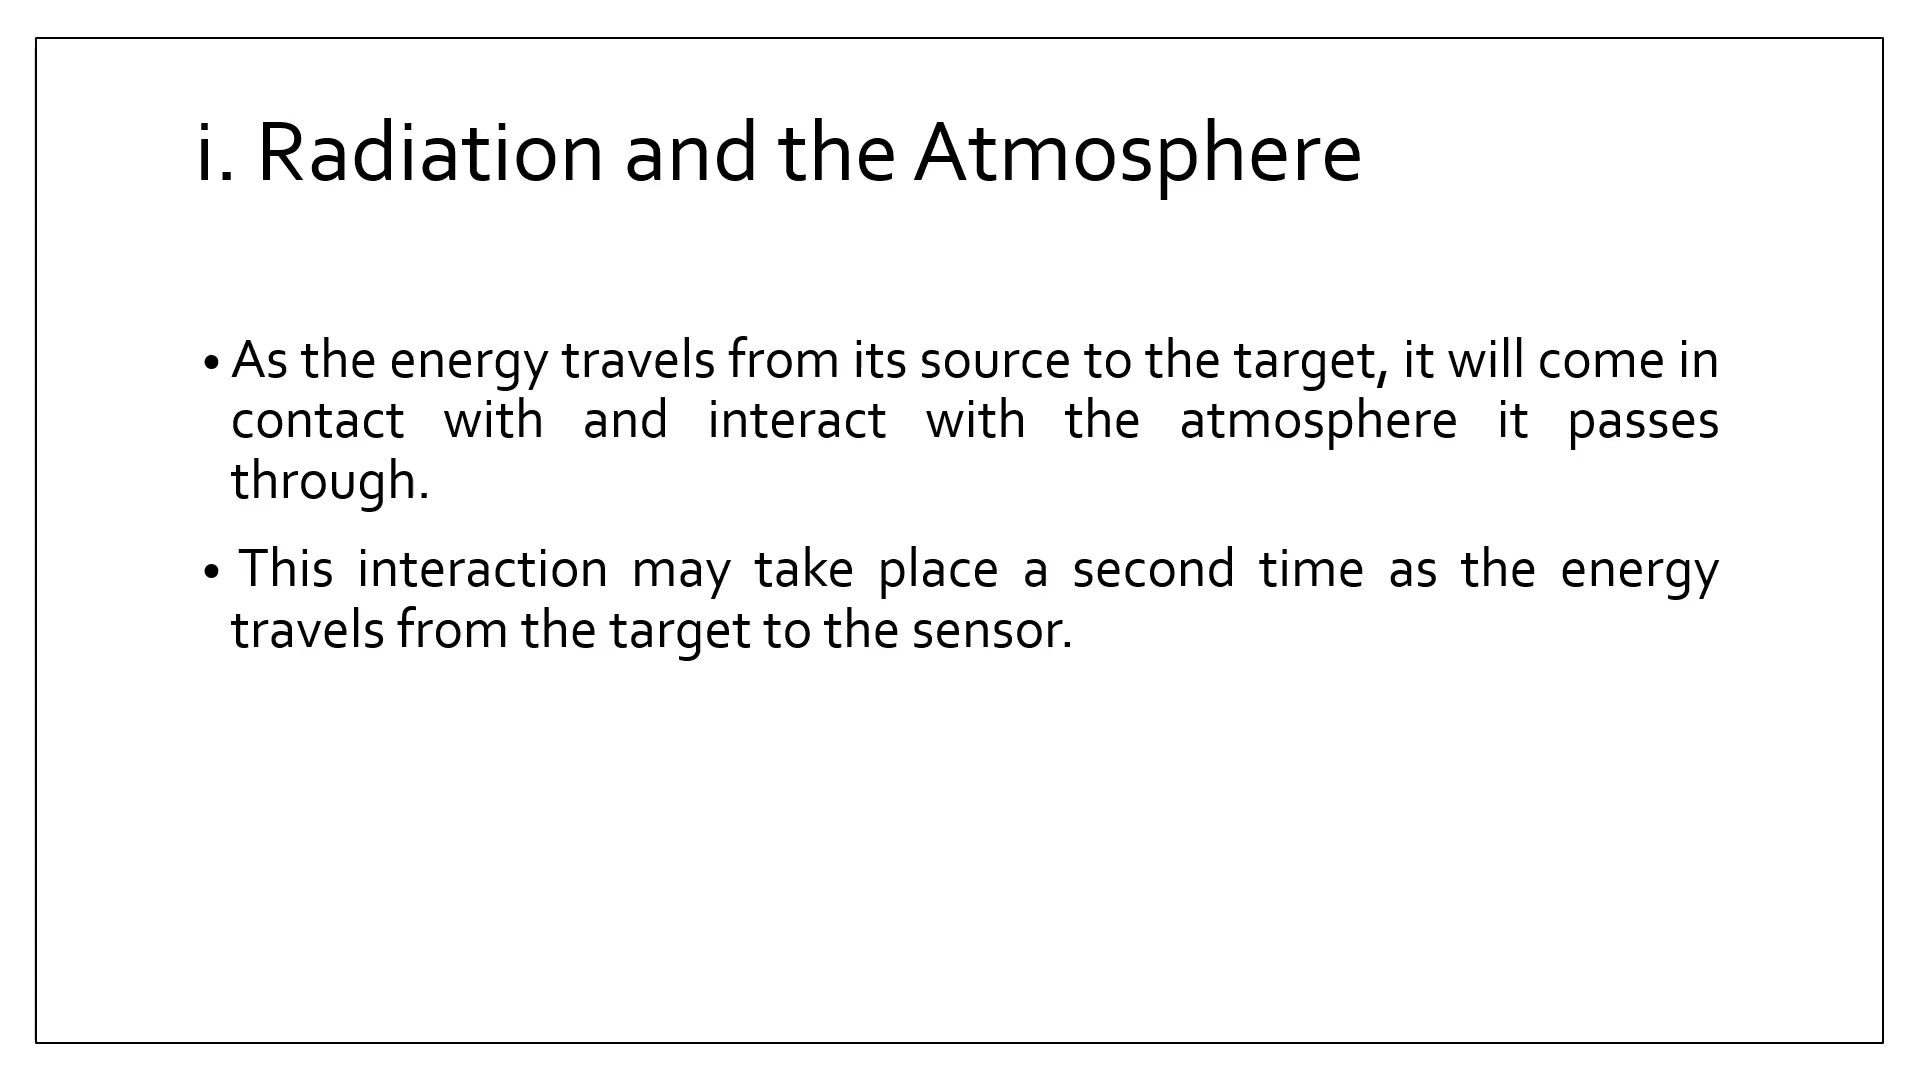 i. Radiation and the Atmosphere
• As the energy travels from its source to the target, it will come in
contact with and interact with the atmosphere it passes
through.
• This interaction may take place a second time as the energy
travels from the target to the sensor.